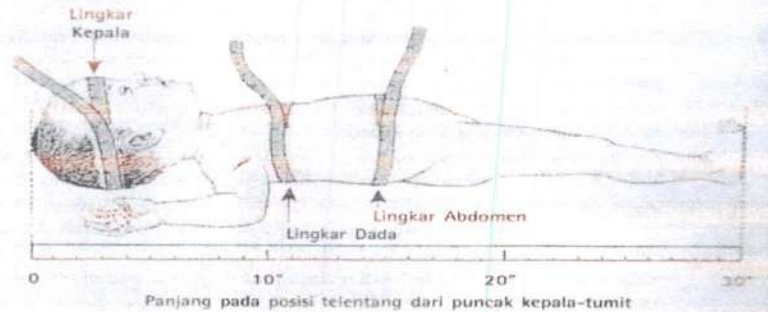 Lingkar
Kepala
Lingkar Abdomen
Lingkar Dada
0 10" 20" 30"
Panjang pada posisi telentang dari puncak kepala-tumit